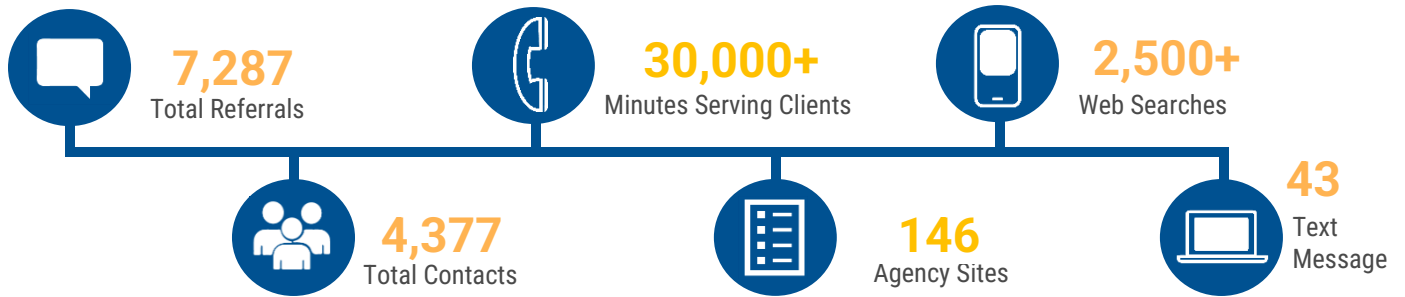 7,287
Total Referrals
30,000+
Minutes Serving Clients
2,500+
Web Searches
4,377
Total Contacts
146
Agency Sites
43
Text
Message